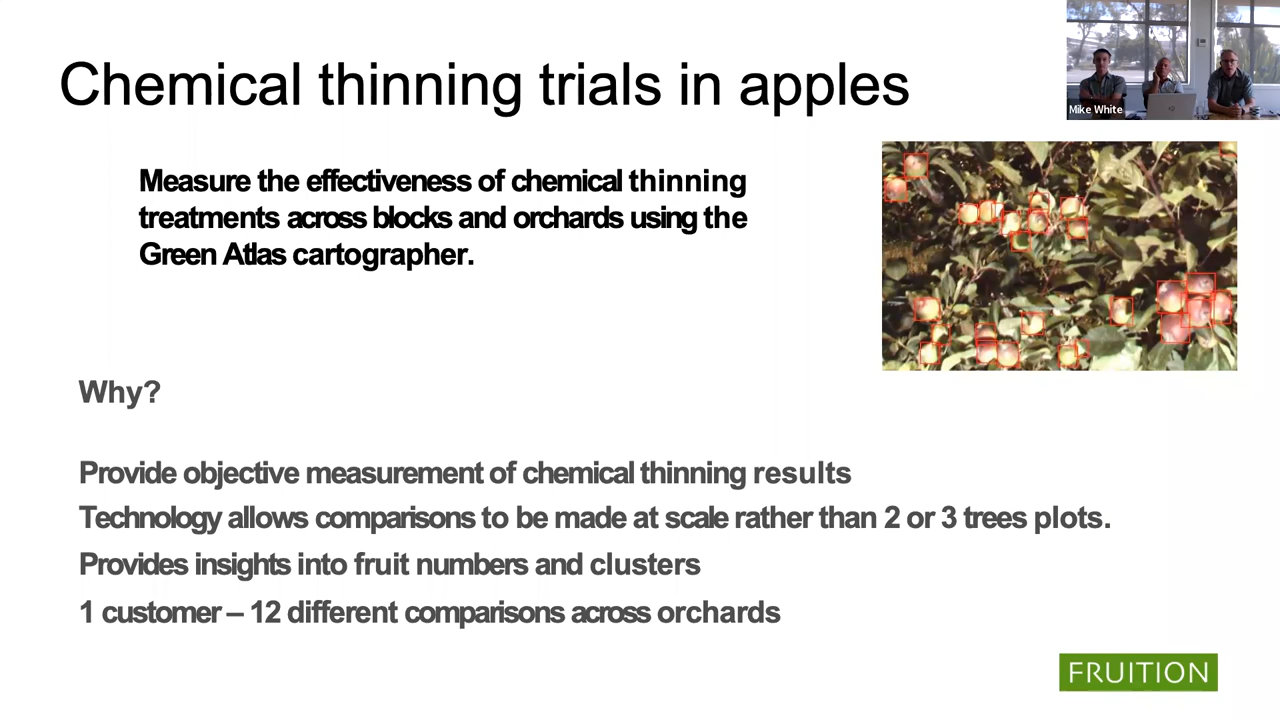 Chemical thinning trials in apples
Mike White
Measure the effectiveness of chemical thinning
treatments across blocks and orchards using the
Green Atlas cartographer.
Why?
Provide objective measurement of chemical thinning results
Technology allows comparisons to be made at scale rather than 2 or 3 trees plots.
Provides insights into fruit numbers and clusters
1 customer – 12 different comparisons across orchards
FRUITION